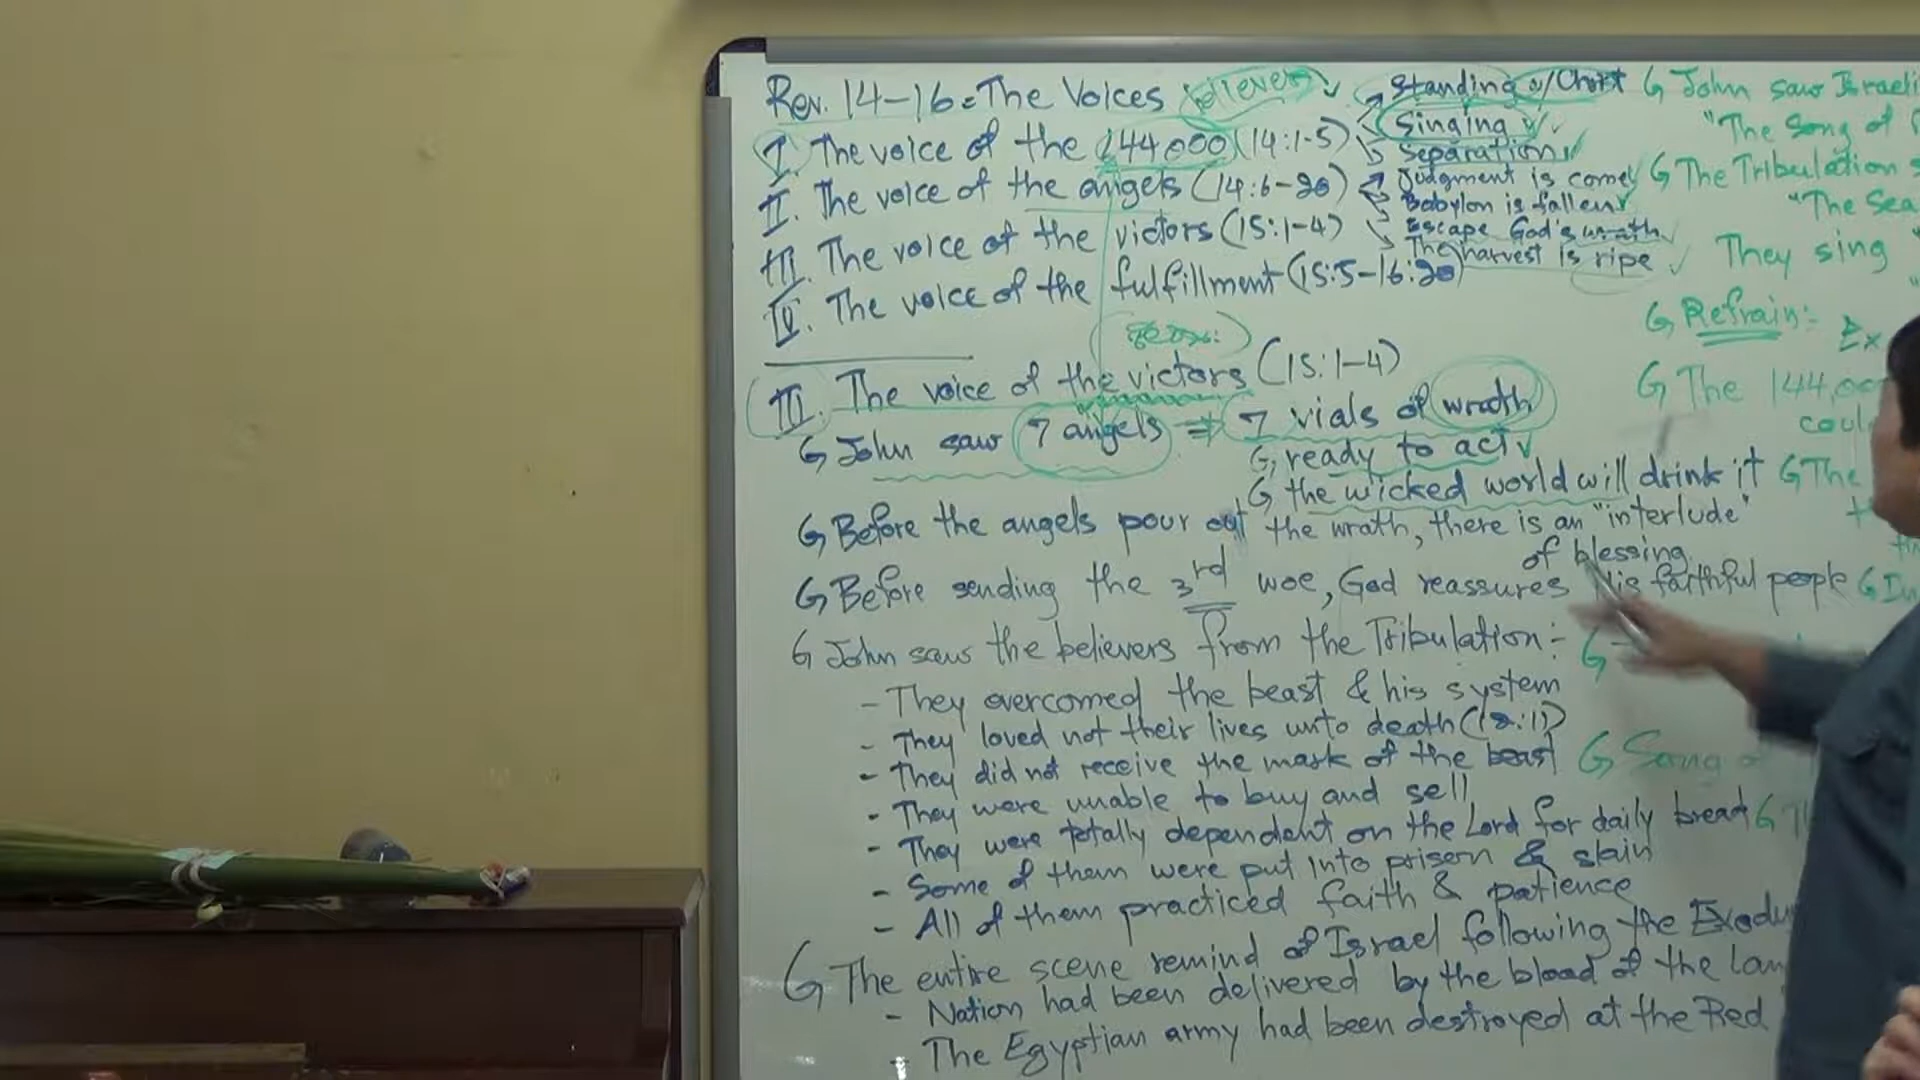 Rev. 14-16 = The Voices believers
I. The voice of the 144,000 (14:1-5)
Standing w/ Christ
Singing
Separation
II. The voice of the angels (14:6-20)
Judgment is come
Babylon is fallen
Escape God's wrath
The harvest is ripe
III. The voice of the victors (15:1-4)
IV. The voice of the fulfillment (15:5-16:20)
III. The voice of the victors (15:1-4)
John saw 7 angels ⇒ 7 vials of wrath
ready to act
the wicked world will drink it
Before the angels pour out the wrath, there is an "interlude"
of blessing
Before sending the 3rd woe, God reassures His faithful people
John saw the believers from the Tribulation:-
- They overcomed the beast & his system
- They loved not their lives unto death
- They did not receive the mark of the beast
- They were unable to buy and sell
- They were totally dependent on the Lord for daily bread
- Some of them were put into prison & slain
- All of them practiced faith & patience
The entire scene remind of Israel following the Exodu
- Nation had been delivered by the blood of the lam
- The Egyptian army had been destroyed at the Red
John saw Israeli
"The Song of
The Tribulation s
"The Sea
They sing "
Refrain:- Ex
The 144,00
coul
The
Song o